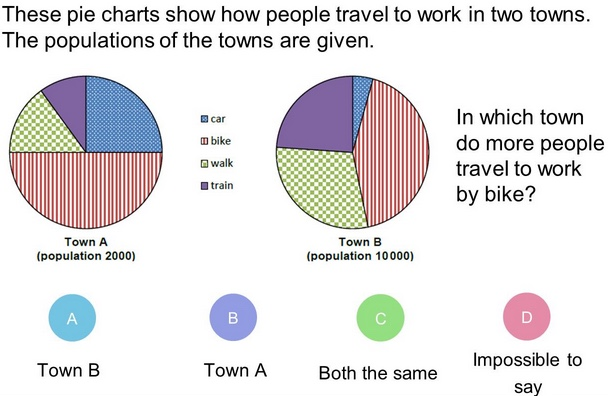 These pie charts show how people travel to work in two towns.
The populations of the towns are given.
car
bike
walk
train
Town A
(population 2000)
Town B
(population 10000)
In which town
do more people
travel to work
by bike?
A
Town B
B
Town A
C
Both the same
D
Impossible to
say